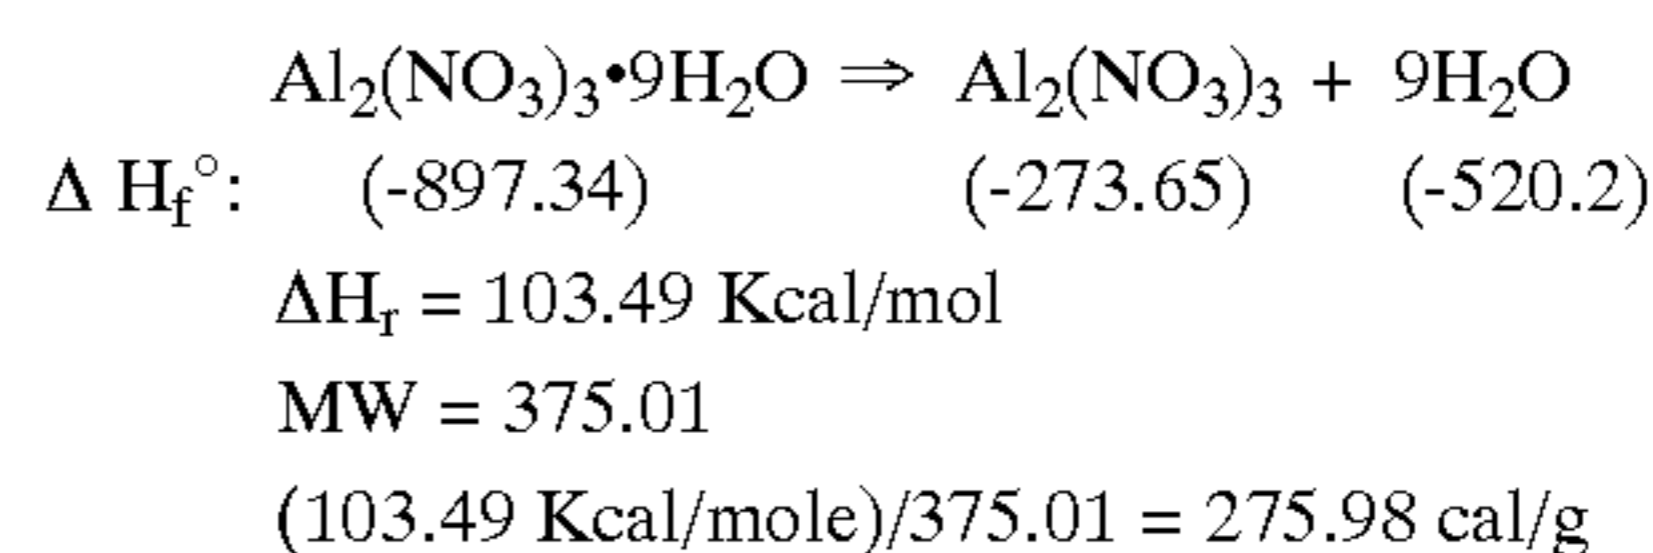 Al₂(NO₃)₃•9H₂O ⇒ Al₂(NO₃)₃ + 9H₂O
Δ H_f°: (-897.34) (-273.65) (-520.2)
ΔHᵣ = 103.49 Kcal/mol
MW = 375.01
(103.49 Kcal/mole)/375.01 = 275.98 cal/g